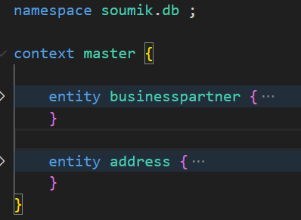 namespace soumik.db ;
context master {
entity businesspartner { ...
}
entity address { ...
}
}